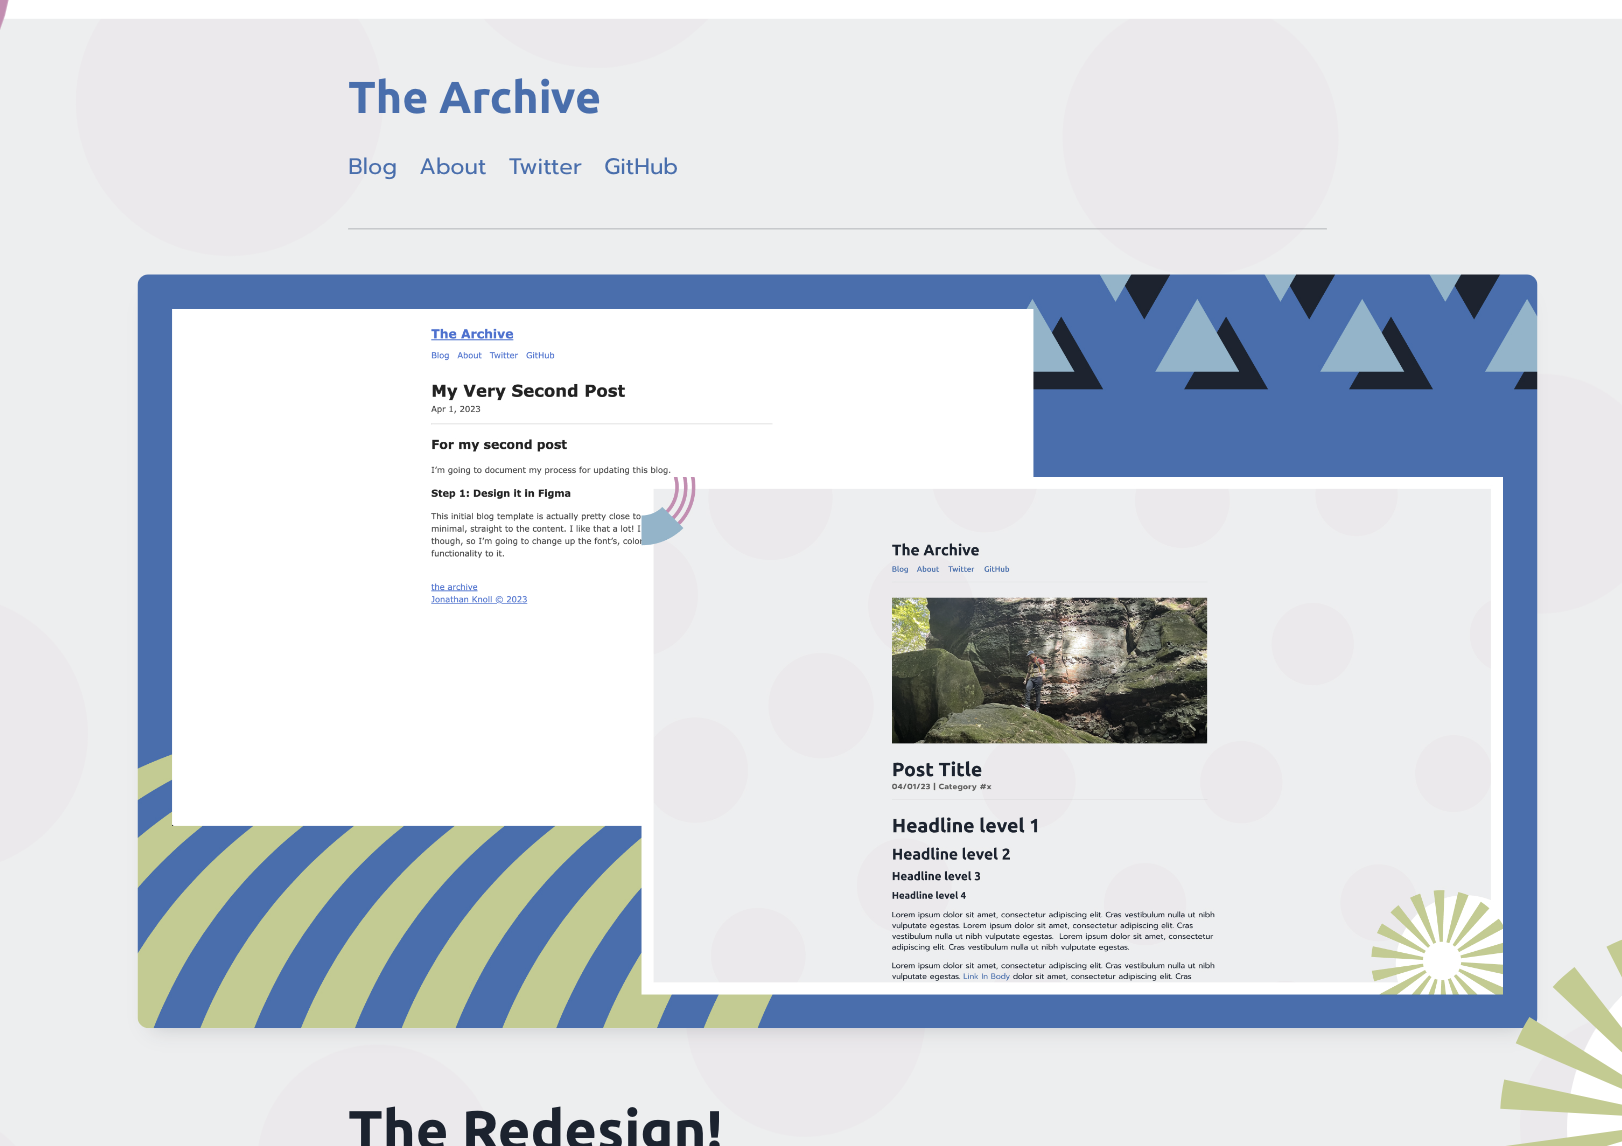 The Archive
Blog About Twitter GitHub
The Archive
Blog About Twitter GitHub
My Very Second Post
Apr 1, 2023
For my second post
I'm going to document my process for updating this blog.
Step 1: Design it in Figma
This initial blog template is actually pretty close to
minimal, straight to the content. I like that a lot! I
though, so I'm going to change up the font's,
functionality to it.
the archive
Jonathan Knoll © 2023
The Archive
Blog About Twitter GitHub
Post Title
04/01/23 | Category #x
Headline level 1
Headline level 2
Headline level 3
Headline level 4
Lorem ipsum dolor sit amet, consectetur adipiscing elit. Cras vestibulum nulla ut nibh
vulputate egestas. Lorem ipsum dolor sit amet, consectetur adipiscing elit. Cras
vestibulum nulla ut nibh vulputate egestas. Lorem ipsum dolor sit amet, consectetur
adipiscing elit. Cras vestibulum nulla ut nibh vulputate egestas.
Lorem ipsum dolor sit amet, consectetur adipiscing elit. Cras vestibulum nulla ut nibh
vulputate egestas. Link In Body dolor sit amet, consectetur adipiscing elit. Cras
The Redesign!